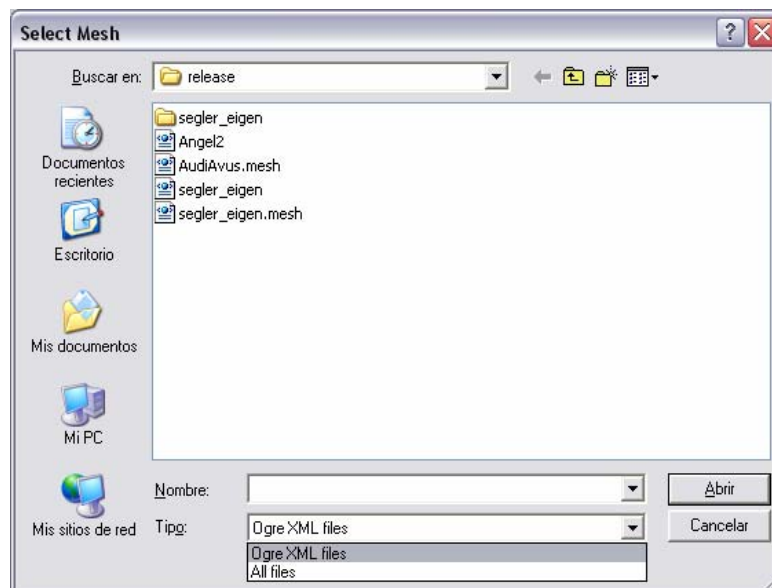 Select Mesh
Buscar en:
release
segler_eigen
Angel2
AudiAvus.mesh
segler_eigen
segler_eigen.mesh
Documentos
recientes
Escritorio
Mis documentos
Mi PC
Mis sitios de red
Nombre:
Abrir
Tipo:
Ogre XML files
Cancelar
Ogre XML files
All files